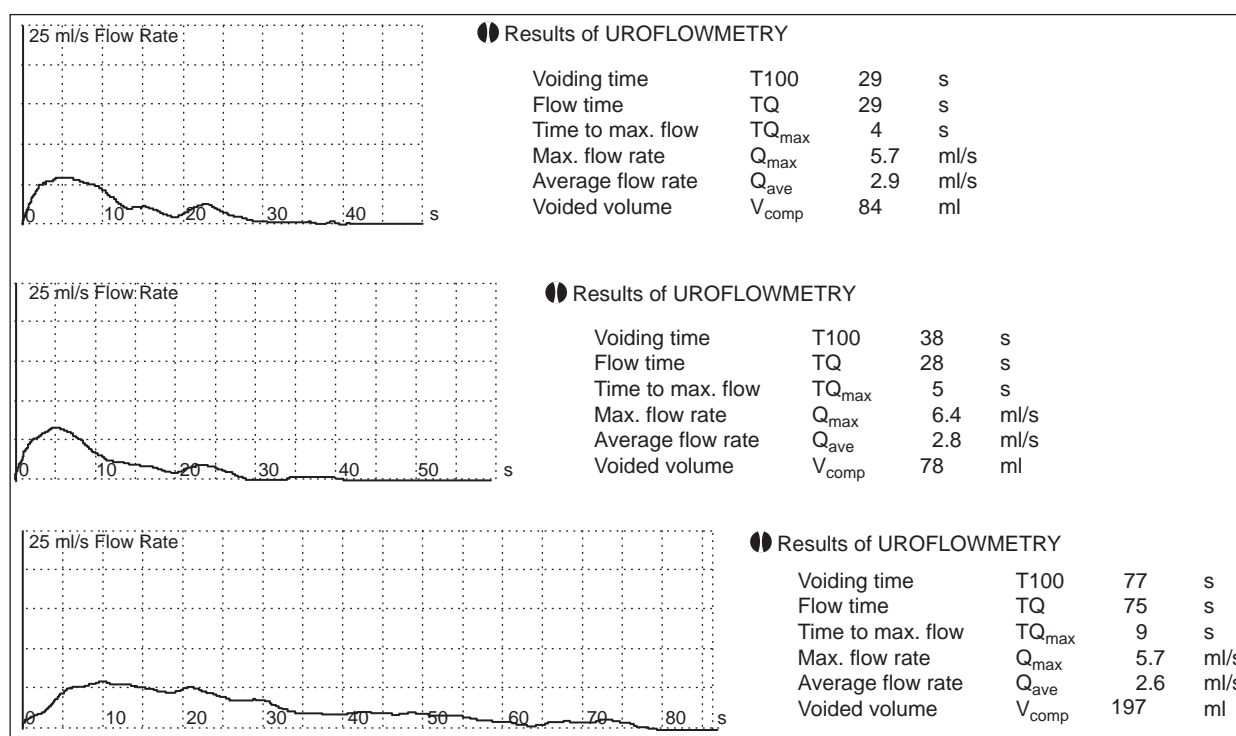 25 ml/s Flow Rate
0 10 20 30 40 s
Results of UROFLOWMETRY
Voiding time T100 29 s
Flow time TQ 29 s
Time to max. flow TQmax 4 s
Max. flow rate Qmax 5.7 ml/s
Average flow rate Qave 2.9 ml/s
Voided volume Vcomp 84 ml
25 ml/s Flow Rate
0 10 20 30 40 50 s
Results of UROFLOWMETRY
Voiding time T100 38 s
Flow time TQ 28 s
Time to max. flow TQmax 5 s
Max. flow rate Qmax 6.4 ml/s
Average flow rate Qave 2.8 ml/s
Voided volume Vcomp 78 ml
25 ml/s Flow Rate
0 10 20 30 40 50 60 70 80 s
Results of UROFLOWMETRY
Voiding time T100 77 s
Flow time TQ 75 s
Time to max. flow TQmax 9 s
Max. flow rate Qmax 5.7 ml/s
Average flow rate Qave 2.6 ml/s
Voided volume Vcomp 197 ml